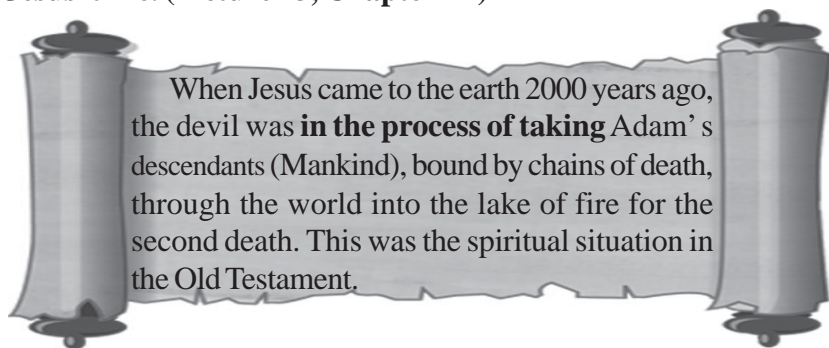 When Jesus came to the earth 2000 years ago,
the devil was in the process of taking Adam' s
descendants (Mankind), bound by chains of death,
through the world into the lake of fire for the
second death. This was the spiritual situation in
the Old Testament.